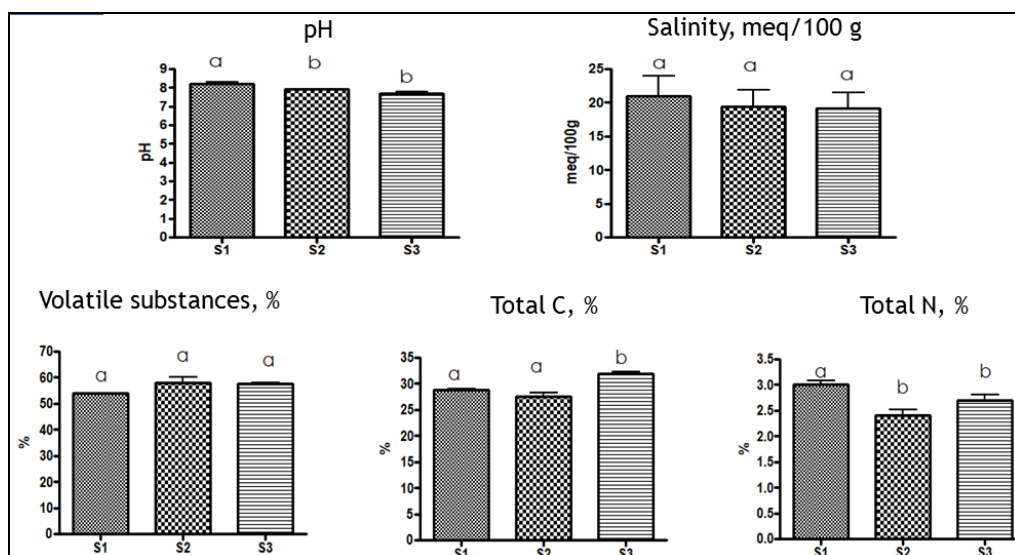 pH
a b b
9
8
7
6
5
4
3
2
1
0
pH
S1 S2 S3
Salinity, meq/100 g
a a a
25
20
15
10
5
0
meq/100g
S1 S2 S3
Volatile substances, %
a a a
70
60
50
40
30
20
10
0
%
S1 S2 S3
Total C, %
a a b
35
30
25
20
15
10
5
0
%
S1 S2 S3
Total N, %
a b b
3.5
3.0
2.5
2.0
1.5
1.0
0.5
0.0
%
S1 S2 S3